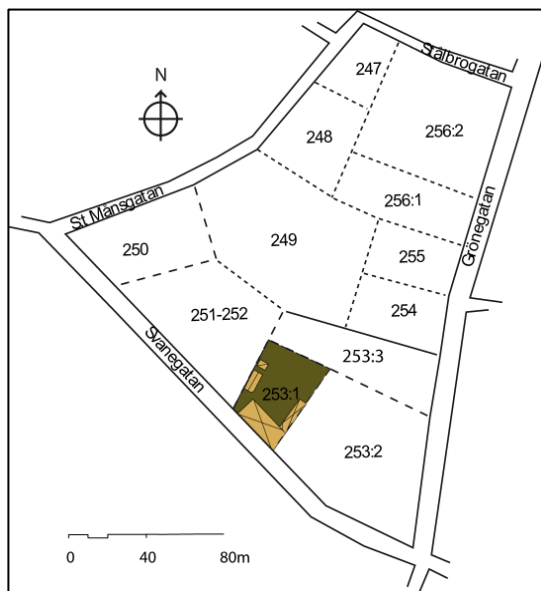 Stålbrogatan
247
N
256:2
248
256:1
St Månsgatan
Grönegatan
249
250
255
254
251-252
253:3
Svanegatan
253:1
253:2
0 40 80m